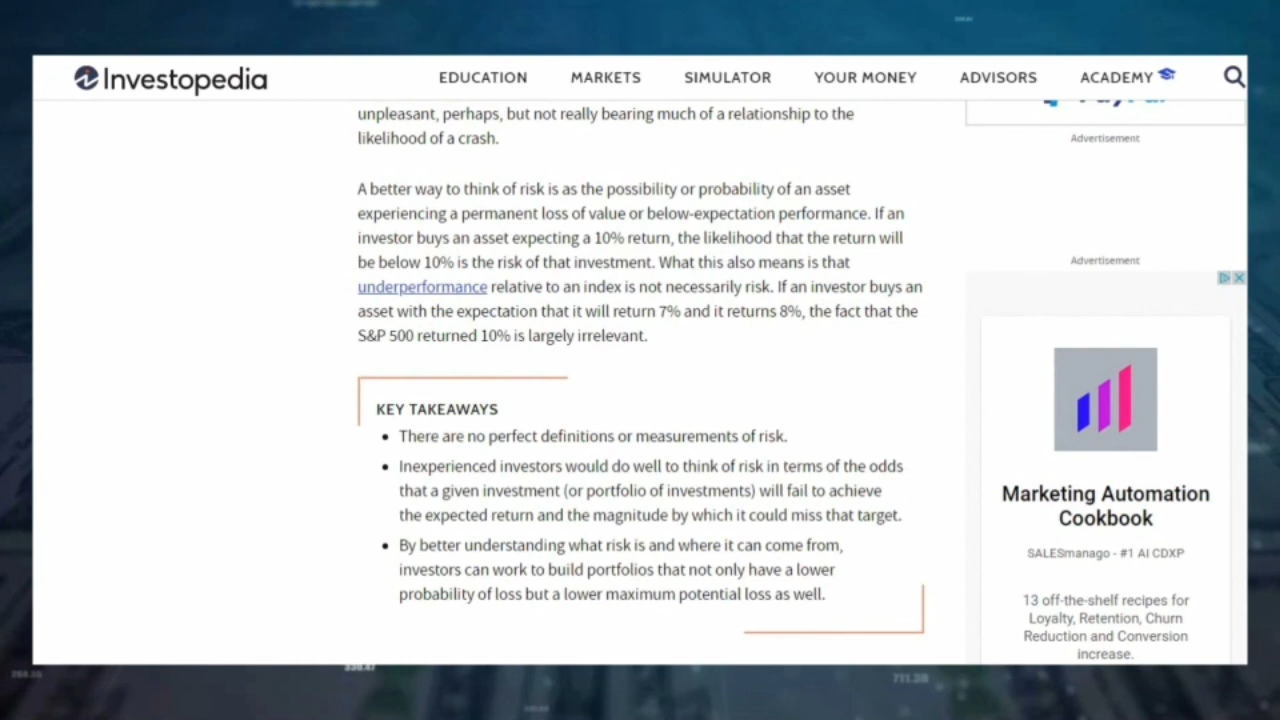 Investopedia
EDUCATION
MARKETS
SIMULATOR
YOUR MONEY
ADVISORS
ACADEMY
unpleasant, perhaps, but not really bearing much of a relationship to the
likelihood of a crash.
A better way to think of risk is as the possibility or probability of an asset
experiencing a permanent loss of value or below-expectation performance. If an
investor buys an asset expecting a 10% return, the likelihood that the return will
be below 10% is the risk of that investment. What this also means is that
underperformance relative to an index is not necessarily risk. If an investor buys an
asset with the expectation that it will return 7% and it returns 8%, the fact that the
S&P 500 returned 10% is largely irrelevant.
KEY TAKEAWAYS
• There are no perfect definitions or measurements of risk.
• Inexperienced investors would do well to think of risk in terms of the odds
that a given investment (or portfolio of investments) will fail to achieve
the expected return and the magnitude by which it could miss that target.
• By better understanding what risk is and where it can come from,
investors can work to build portfolios that not only have a lower
probability of loss but a lower maximum potential loss as well.
Advertisement
Advertisement
Marketing Automation
Cookbook
SALESmanago - #1 AI CDXP
13 off-the-shelf recipes for
Loyalty, Retention, Churn
Reduction and Conversion
increase.
711.38